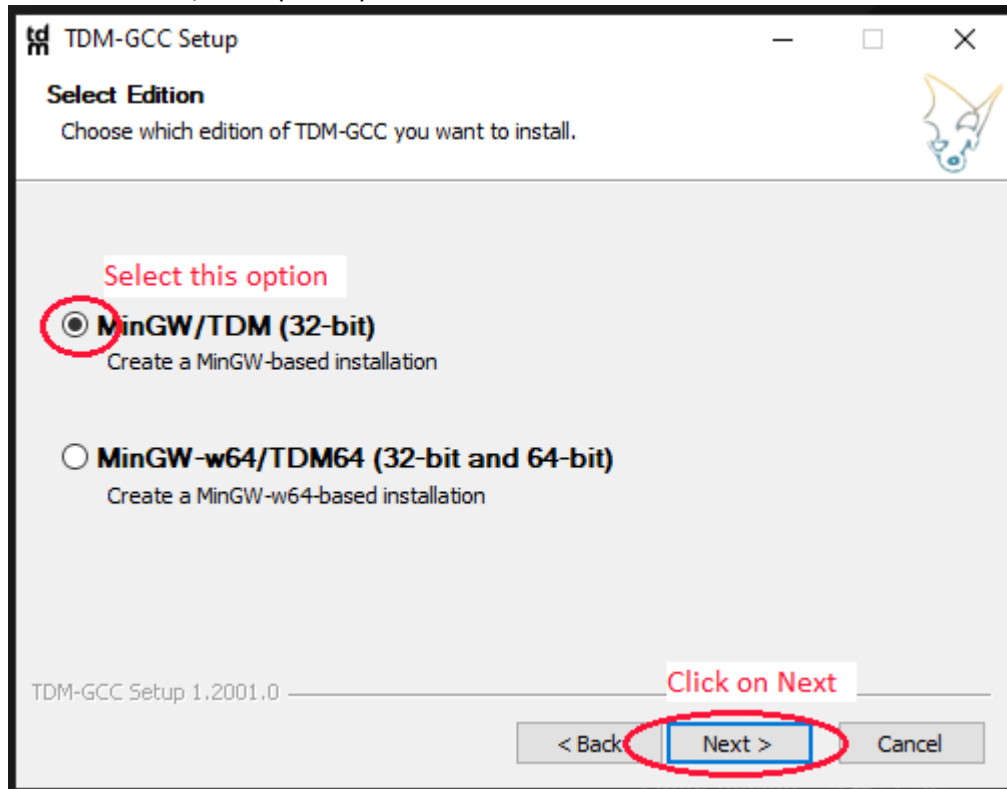 tdm TDM-GCC Setup
Select Edition
Choose which edition of TDM-GCC you want to install.
Select this option
MinGW/TDM (32-bit)
Create a MinGW-based installation
MinGW-w64/TDM64 (32-bit and 64-bit)
Create a MinGW-w64-based installation
Click on Next
TDM-GCC Setup 1.2001.0
< Back Next > Cancel